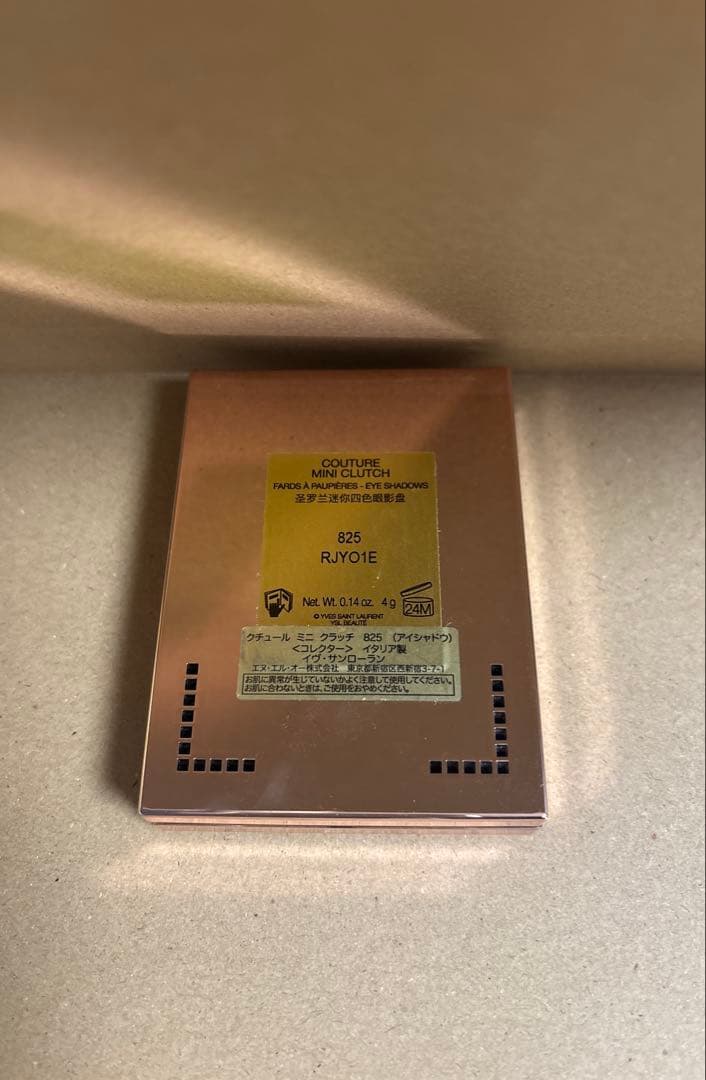 COUTURE
MINI CLUTCH
FARDS À PAUPIÈRES - EYE SHADOWS
圣罗兰迷你四色眼影盘
825
RJYO1E
Net. Wt. 0.14 oz. 4 g
24M
© YVES SAINT LAURENT
YSL BEAUTÉ
クチュール ミニ クラッチ 825 (アイシャドウ)
<コレクター> イタリア製
イヴ・サンローラン
エヌ・エル・オー株式会社 東京都新宿区西新宿3-7-1
お肌に異常が生じていないかよく注意して使用してください。
お肌に合わないときは、ご使用をおやめください。